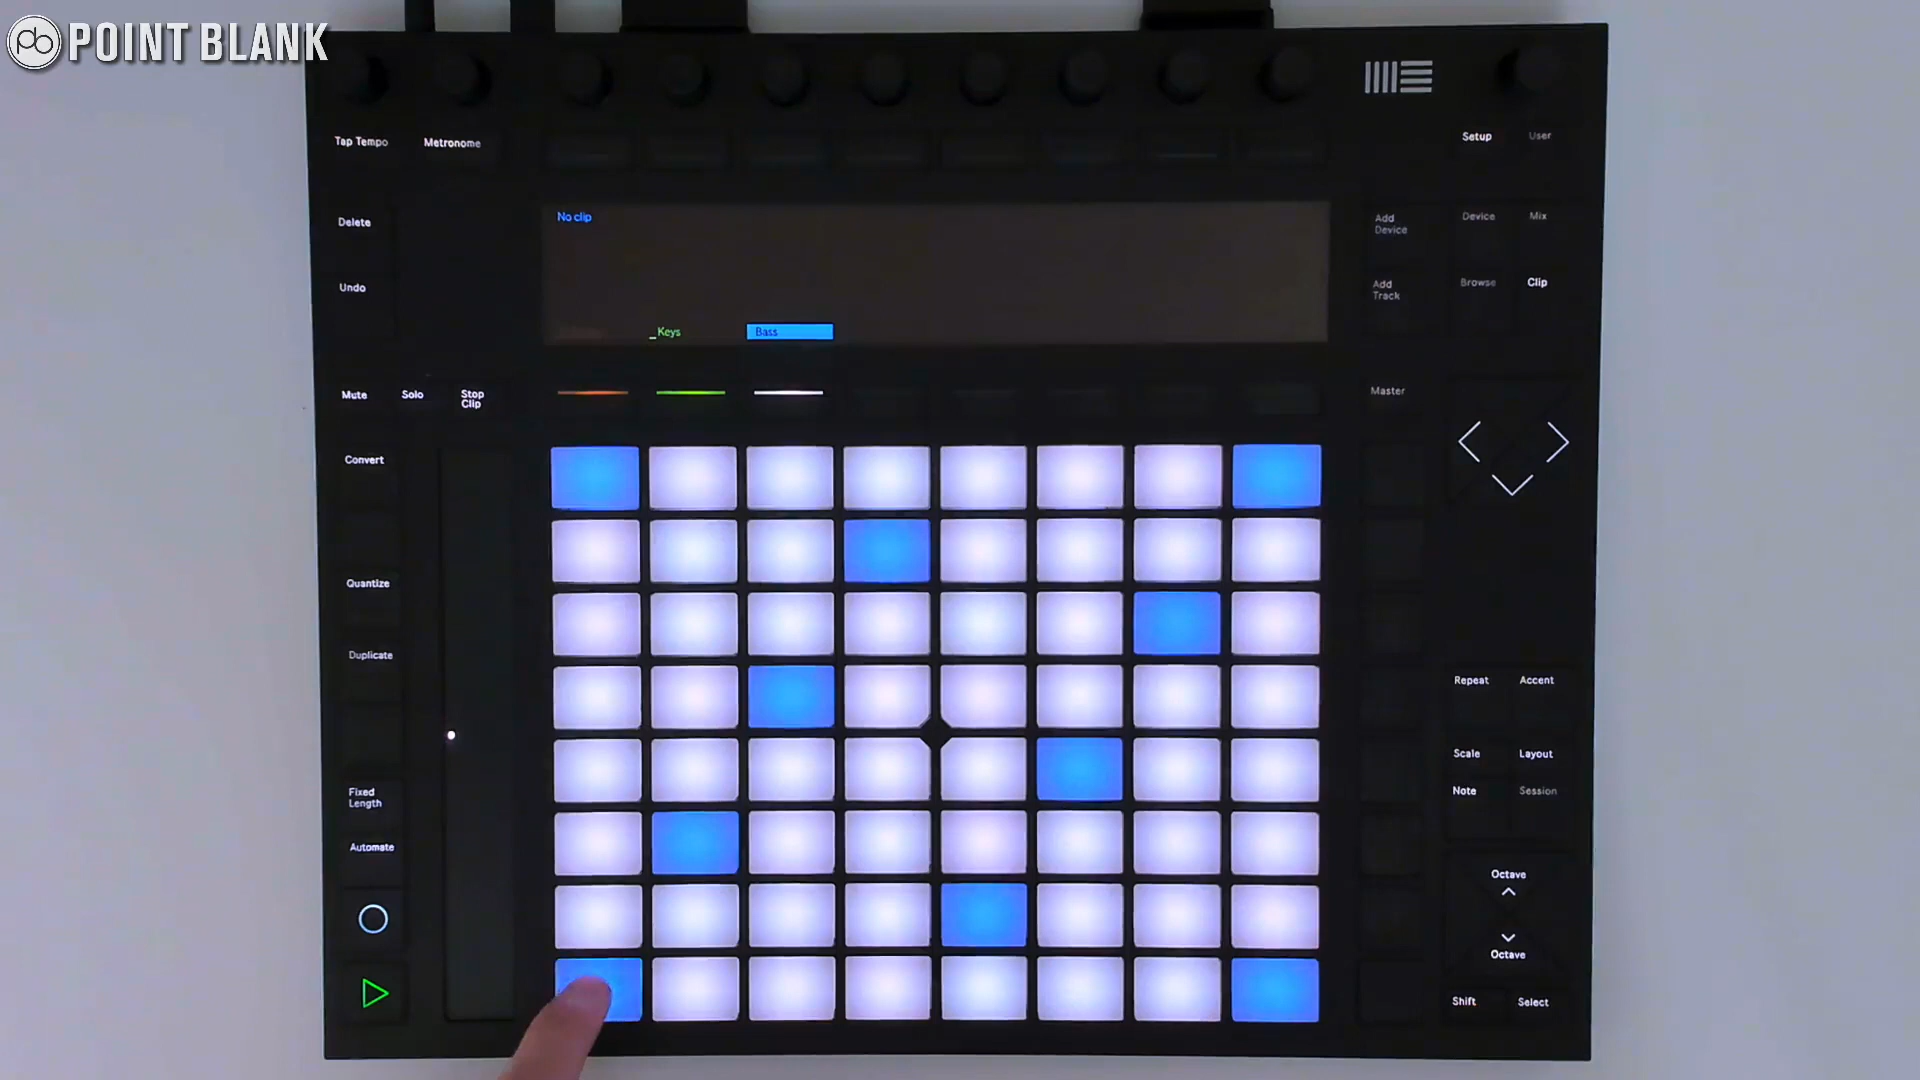 pb POINT BLANK
Tap Tempo
Metronome
Setup
User
Delete
No clip
Add
Device
Device
Mix
Undo
Add
Track
Browse
Clip
_Keys
Bass
Mute
Solo
Stop
Clip
Master
Convert
Quantize
Duplicate
Repeat
Accent
Scale
Layout
Fixed
Length
Note
Session
Automate
Octave
Octave
Shift
Select